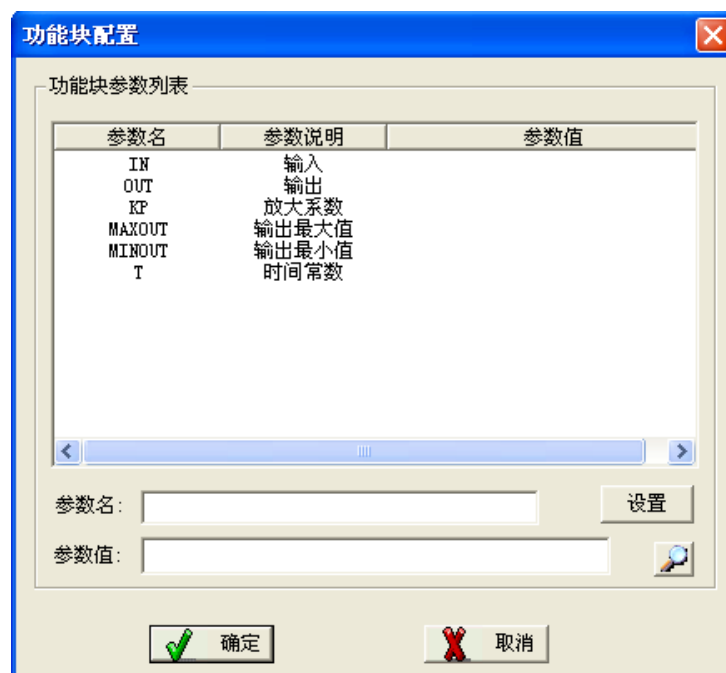 功能块配置
功能块参数列表
参数名 参数说明 参数值
IN 输入
OUT 输出
KP 放大系数
MAXOUT 输出最大值
MINOUT 输出最小值
T 时间常数
参数名: 设置
参数值:
确定 取消